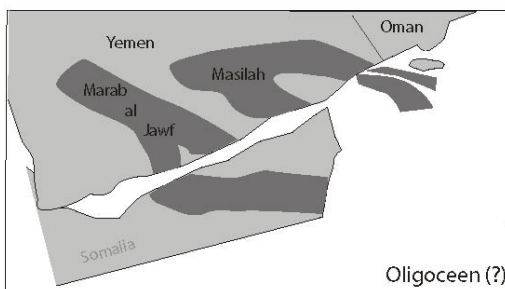 Oman
Yemen
Masilah
Marab
al
Jawf
Somalia
Oligoceen (?)